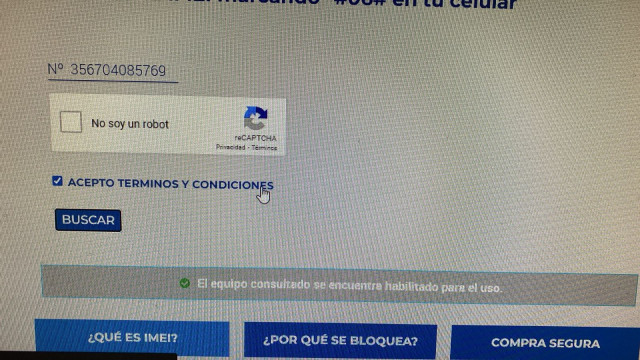 marcando *#06# en tu celular
Nº 356704085769
No soy un robot
reCAPTCHA
Privacidad - Términos
ACEPTO TERMINOS Y CONDICIONES
BUSCAR
El equipo consultado se encuentra habilitado para el uso.
¿QUÉ ES IMEI?
¿POR QUÉ SE BLOQUEA?
COMPRA SEGURA